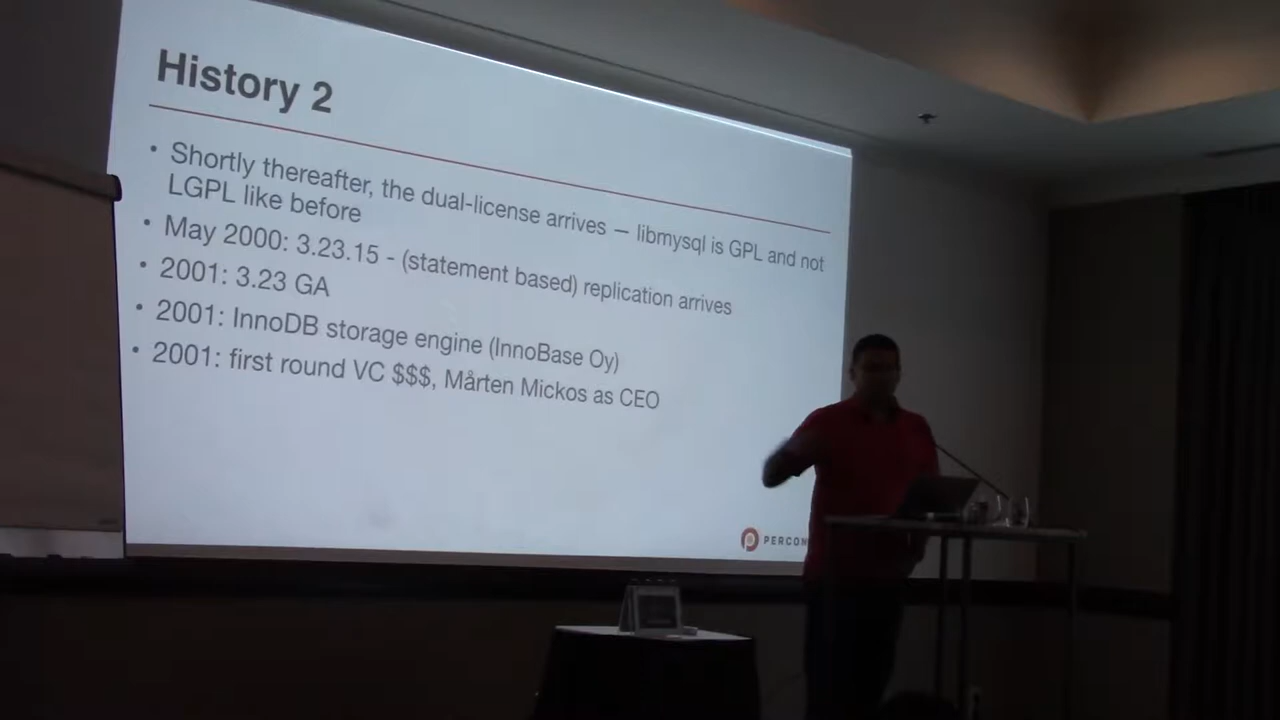 History 2
• Shortly thereafter, the dual-license arrives – libmysql is GPL and not
LGPL like before
• May 2000: 3.23.15 - (statement based) replication arrives
• 2001: 3.23 GA
• 2001: InnoDB storage engine (InnoBase Oy)
• 2001: first round VC $$$, Mårten Mickos as CEO
PERCON